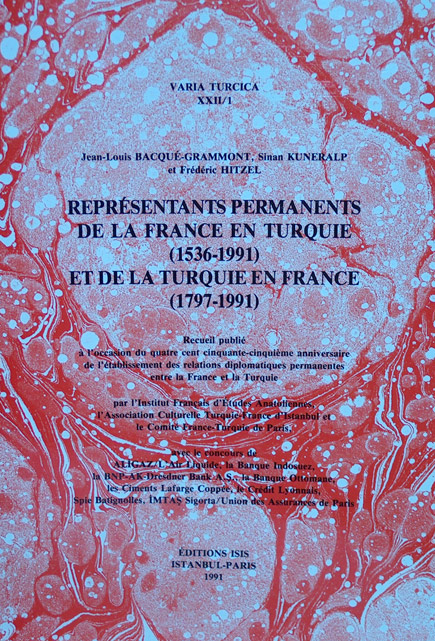 VARIA TURCICA
XXII/1
Jean-Louis BACQUÉ-GRAMMONT, Sinan KUNERALP
et Frédéric HITZEL
REPRÉSENTANTS PERMANENTS
DE LA FRANCE EN TURQUIE
(1536-1991)
ET DE LA TURQUIE EN FRANCE
(1797-1991)
Recueil publié
à l'occasion du quatre cent cinquante-cinquième anniversaire
de l'établissement des relations diplomatiques permanentes
entre la France et la Turquie
par l'Institut Français d'Études Anatoliennes,
l'Association Culturelle Turquie-France d'Istanbul et
le Comité France-Turquie de Paris,
avec le concours de
ALIGAZ/L'Air Liquide, la Banque Indosuez,
la BNP-AK-Dresdner Bank A.Ş., la Banque Ottomane,
les Ciments Lafarge Coppée, le Crédit Lyonnais,
Spie Batignolles, İMTAŞ Sigorta/Union des Assurances de Paris
ÉDITIONS ISIS
ISTANBUL-PARIS
1991